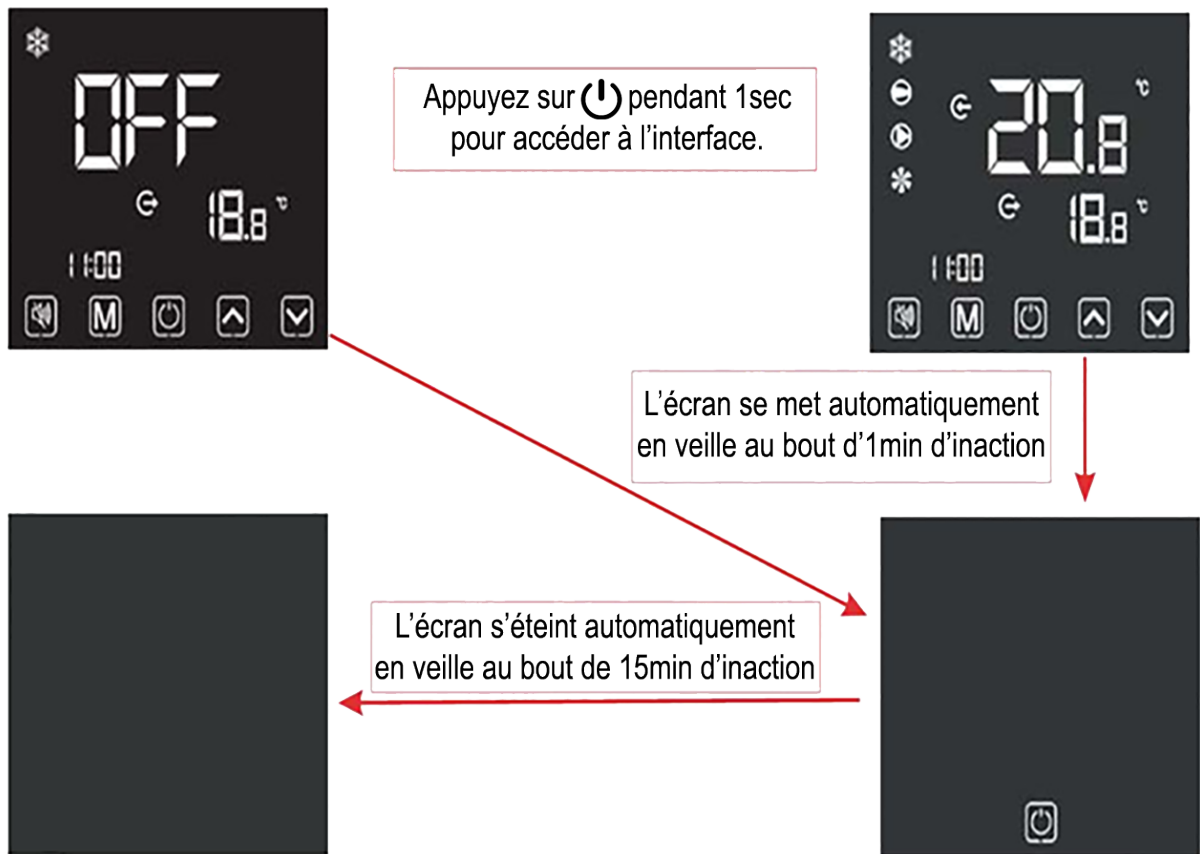 OFF
18.8 °C
11:00
M
Appuyez sur pendant 1sec
pour accéder à l’interface.
20.8 °C
18.8 °C
11:00
M
L’écran se met automatiquement
en veille au bout d’1min d’inaction
L’écran s’éteint automatiquement
en veille au bout de 15min d’inaction